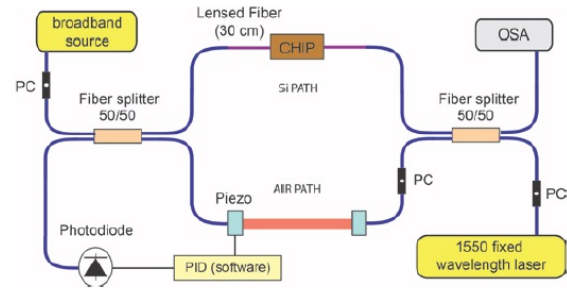 broadband
source
Lensed Fiber
(30 cm)
CHIP
OSA
PC
Fiber splitter
50/50
Si PATH
Fiber splitter
50/50
Piezo
AIR PATH
PC
PC
Photodiode
PID (software)
1550 fixed
wavelength laser